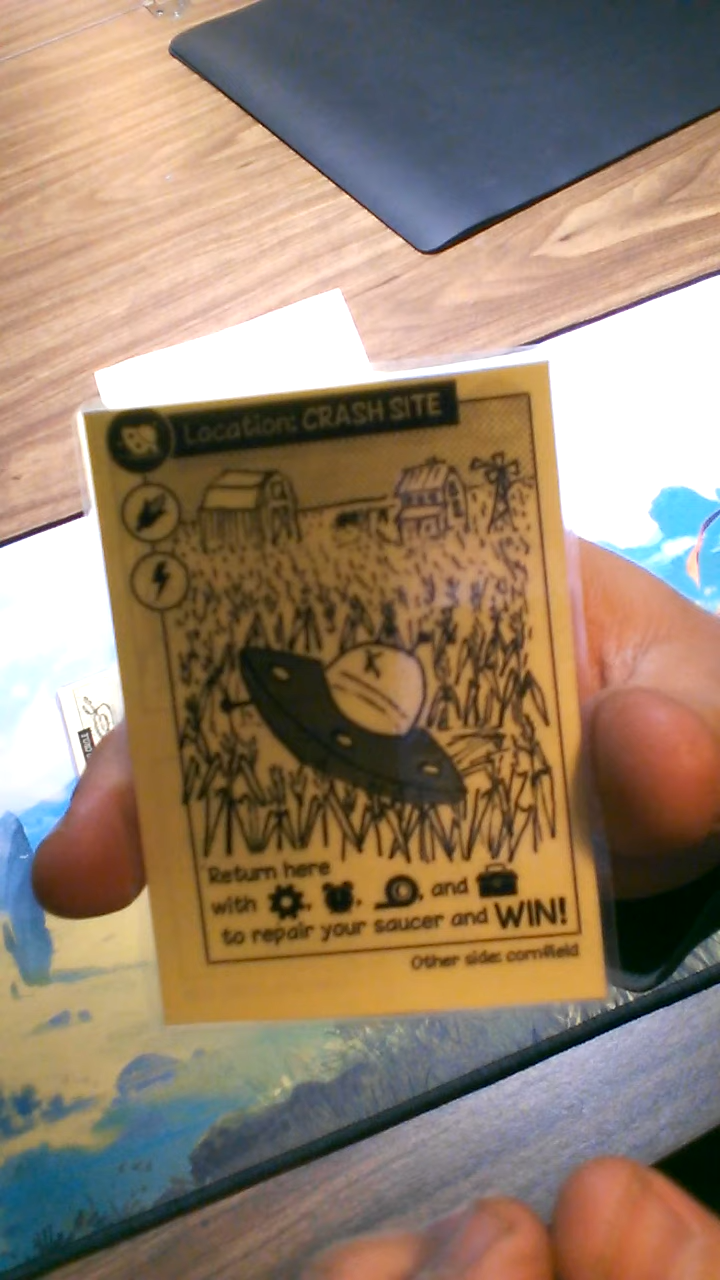 Location: CRASH SITE
Return here
with , , , and
to repair your saucer and WIN!
Other side: cornfield